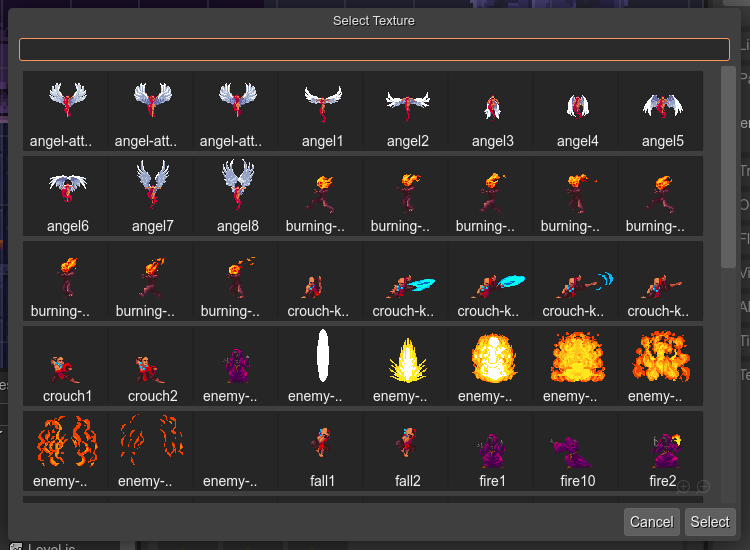 Select Texture
angel-att..
angel-att..
angel-att..
angel1
angel2
angel3
angel4
angel5
angel6
angel7
angel8
burning-..
burning-..
burning-..
burning-..
burning-..
burning-..
burning-..
burning-..
crouch-k..
crouch-k..
crouch-k..
crouch-k..
crouch-k..
crouch1
crouch2
enemy-..
enemy-..
enemy-..
enemy-..
enemy-..
enemy-..
enemy-..
enemy-..
enemy-..
fall1
fall2
fire1
fire10
fire2
Cancel
Select
Level.js